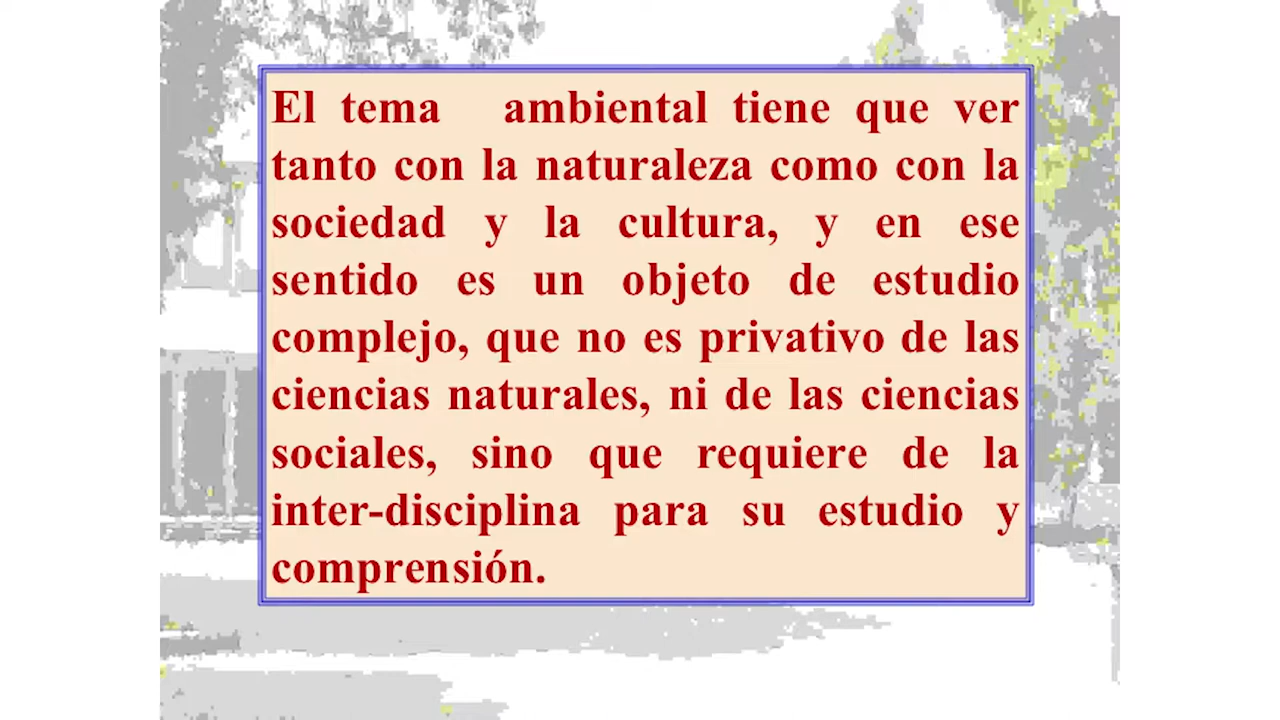 El tema ambiental tiene que ver
tanto con la naturaleza como con la
sociedad y la cultura, y en ese
sentido es un objeto de estudio
complejo, que no es privativo de las
ciencias naturales, ni de las ciencias
sociales, sino que requiere de la
inter-disciplina para su estudio y
comprensión.